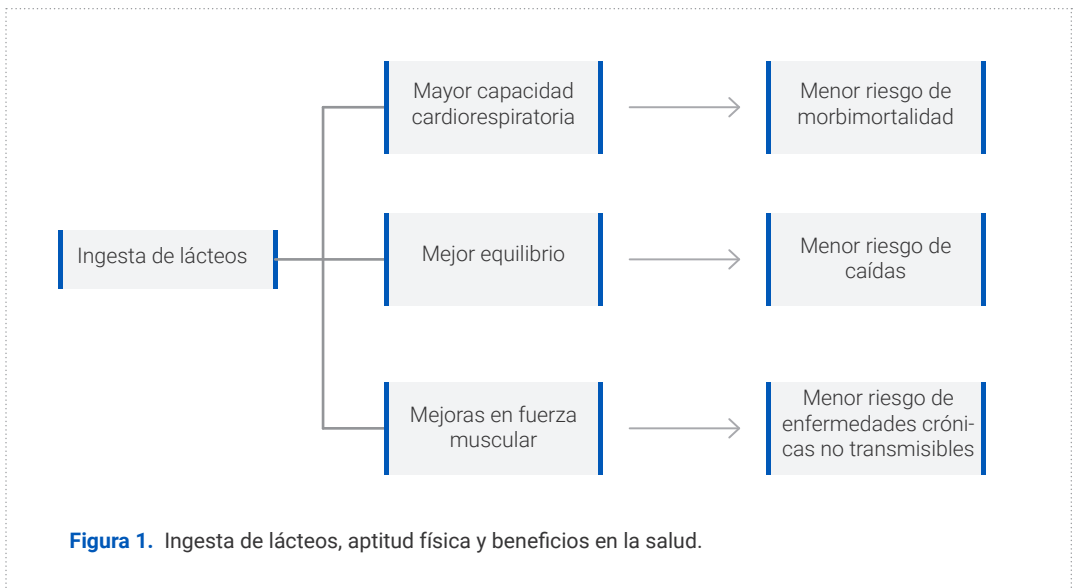 Mayor capacidad
cardiorespiratoria
Menor riesgo de
morbimortalidad
Ingesta de lácteos
Mejor equilibrio
Menor riesgo de
caídas
Mejoras en fuerza
muscular
Menor riesgo de
enfermedades cróni-
cas no transmisibles
Figura 1. Ingesta de lácteos, aptitud física y beneficios en la salud.